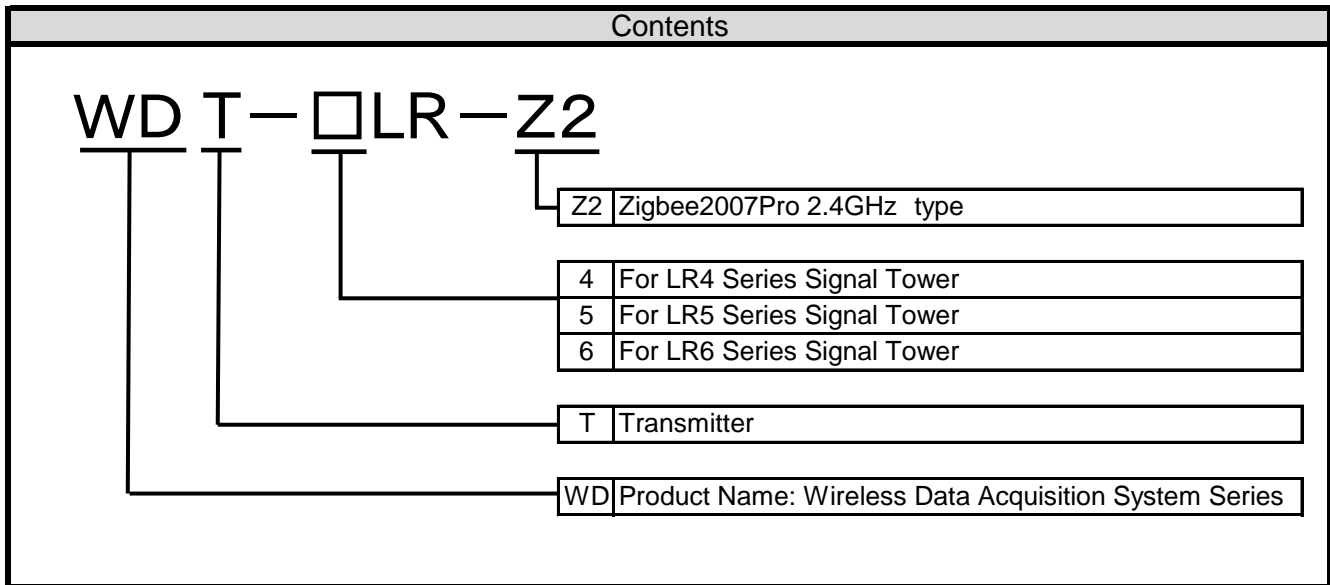 Contents
WD T－□LR－Z2
Z2 Zigbee2007Pro 2.4GHz type
4 For LR4 Series Signal Tower
5 For LR5 Series Signal Tower
6 For LR6 Series Signal Tower
T Transmitter
WD Product Name: Wireless Data Acquisition System Series